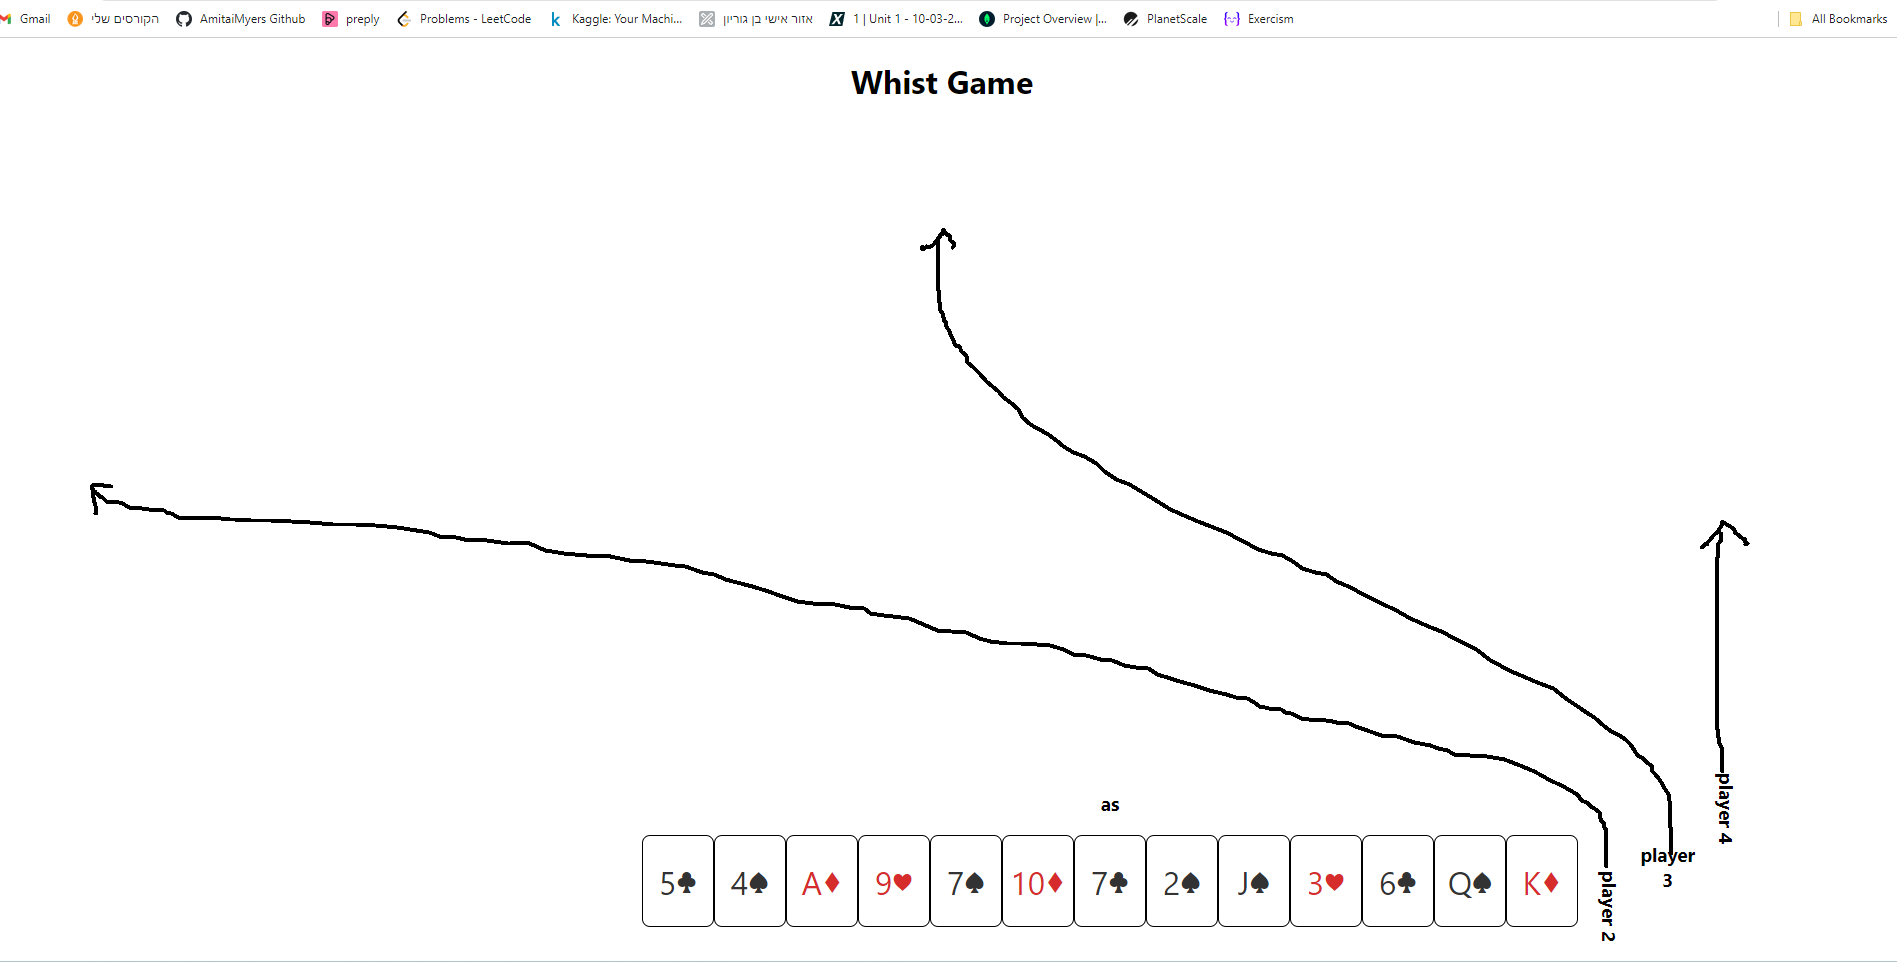 Gmail הקורסים שלי AmitaiMyers Github preply Problems - LeetCode Kaggle: Your Machi... אזור אישי בן גוריון 1 | Unit 1 - 10-03-2... Project Overview |... PlanetScale Exercism All Bookmarks
Whist Game
as
5♣ 4♠ A♦ 9♥ 7♠ 10♦ 7♣ 2♠ J♠ 3♥ 6♣ Q♠ K♦
player 2
player
3
player 4